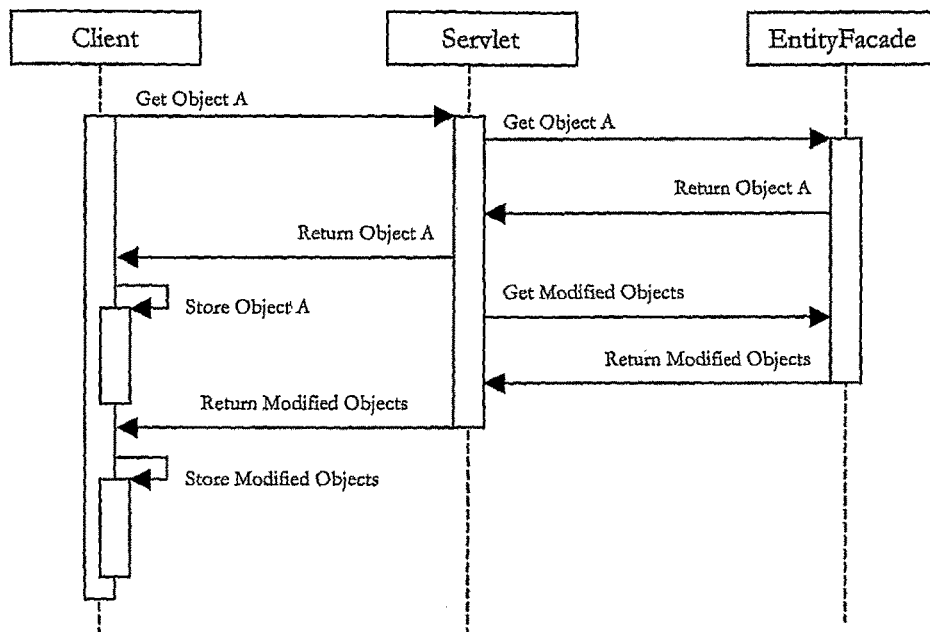 Client
Servlet
EntityFacade
Get Object A
Get Object A
Return Object A
Return Object A
Get Modified Objects
Store Object A
Return Modified Objects
Return Modified Objects
Store Modified Objects